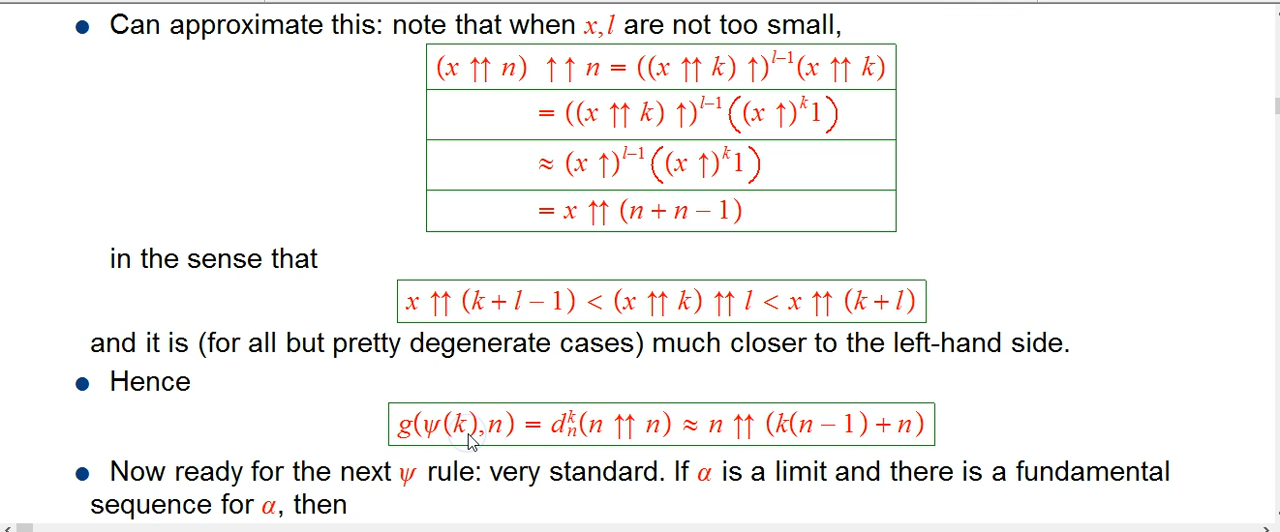 ● Can approximate this: note that when x, l are not too small,
(x ↑↑ n) ↑↑ n = ((x ↑↑ k) ↑)^{l–1}(x ↑↑ k)
= ((x ↑↑ k) ↑)^{l–1}((x ↑)^k 1)
≈ (x ↑)^{l–1}((x ↑)^k 1)
= x ↑↑ (n + n – 1)
in the sense that
x ↑↑ (k + l – 1) < (x ↑↑ k) ↑↑ l < x ↑↑ (k + l)
and it is (for all but pretty degenerate cases) much closer to the left-hand side.
● Hence
g(ψ(k), n) = d_n^k(n ↑↑ n) ≈ n ↑↑ (k(n – 1) + n)
● Now ready for the next ψ rule: very standard. If α is a limit and there is a fundamental
sequence for α, then